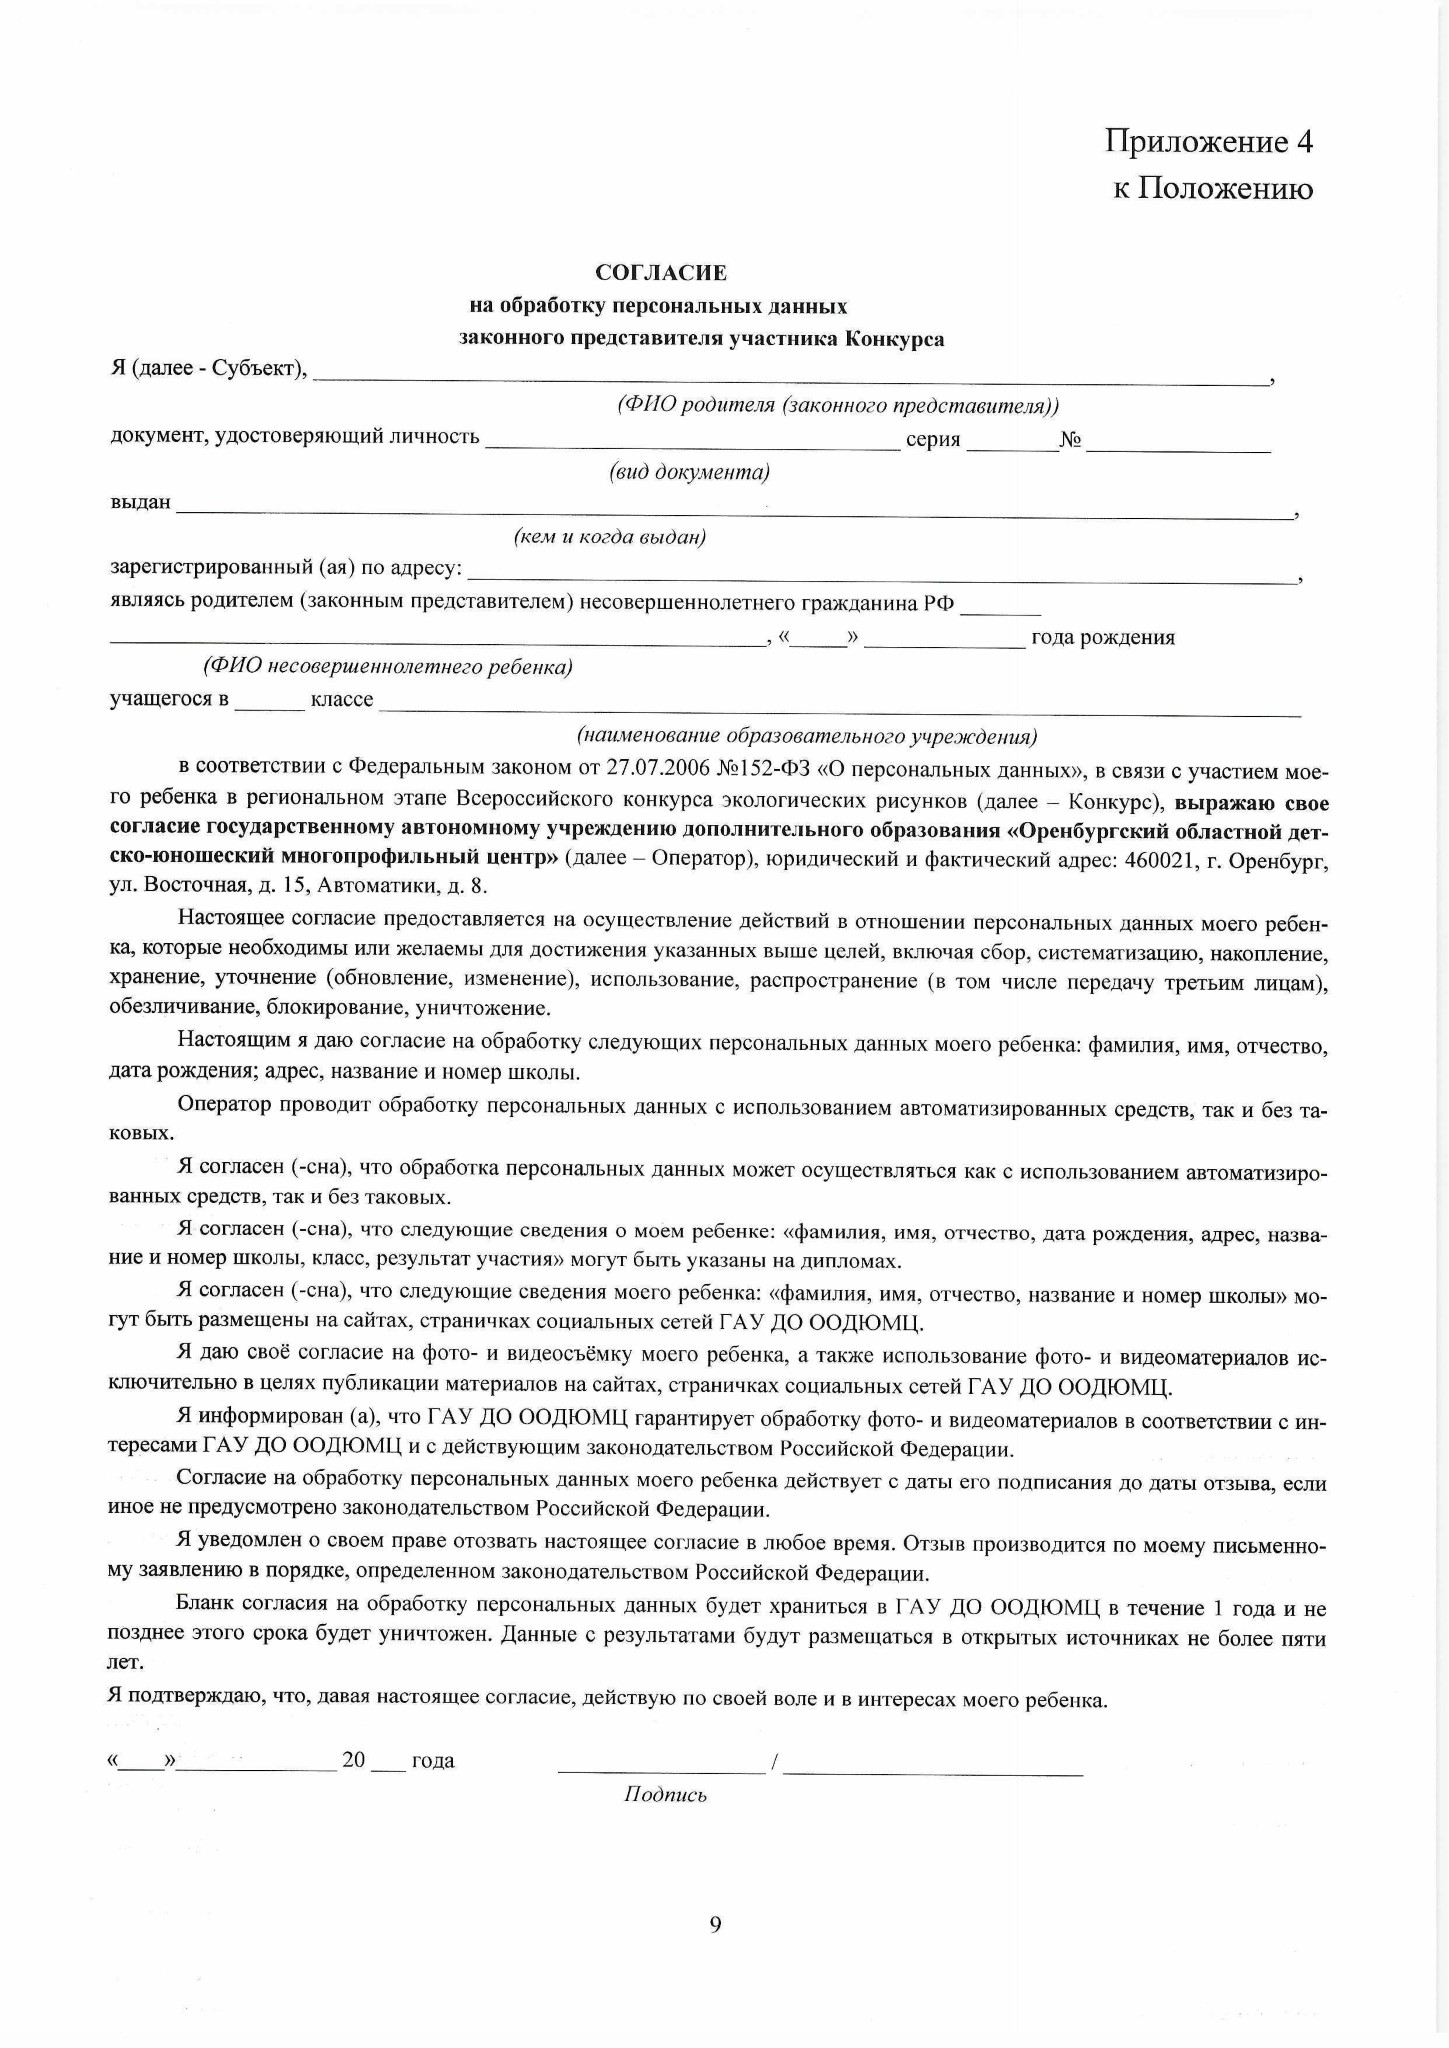 Приложение 4
к Положению
СОГЛАСИЕ
на обработку персональных данных
законного представителя участника Конкурса
Я (далее - Субъект), ____________________,
(ФИО родителя (законного представителя))
документ, удостоверяющий личность ____________________ серия ________№ ____________
(вид документа)
выдан ____________________,
(кем и когда выдан)
зарегистрированный (ая) по адресу: ____________________,
являясь родителем (законным представителем) несовершеннолетнего гражданина РФ _______
____________________, «_____» ______________ года рождения
(ФИО несовершеннолетнего ребенка)
учащегося в ______ классе ____________________
(наименование образовательного учреждения)
в соответствии с Федеральным законом от 27.07.2006 №152-ФЗ «О персональных данных», в связи с участием мое-
го ребенка в региональном этапе Всероссийского конкурса экологических рисунков (далее – Конкурс), выражаю свое
согласие государственному автономному учреждению дополнительного образования «Оренбургский областной дет-
ско-юношеский многопрофильный центр» (далее – Оператор), юридический и фактический адрес: 460021, г. Оренбург,
ул. Восточная, д. 15, Автоматики, д. 8.
Настоящее согласие предоставляется на осуществление действий в отношении персональных данных моего ребен-
ка, которые необходимы или желаемы для достижения указанных выше целей, включая сбор, систематизацию, накопление,
хранение, уточнение (обновление, изменение), использование, распространение (в том числе передачу третьим лицам),
обезличивание, блокирование, уничтожение.
Настоящим я даю согласие на обработку следующих персональных данных моего ребенка: фамилия, имя, отчество,
дата рождения; адрес, название и номер школы.
Оператор проводит обработку персональных данных с использованием автоматизированных средств, так и без та-
ковых.
Я согласен (-сна), что обработка персональных данных может осуществляться как с использованием автоматизиро-
ванных средств, так и без таковых.
Я согласен (-сна), что следующие сведения о моем ребенке: «фамилия, имя, отчество, дата рождения, адрес, назва-
ние и номер школы, класс, результат участия» могут быть указаны на дипломах.
Я согласен (-сна), что следующие сведения моего ребенка: «фамилия, имя, отчество, название и номер школы» мо-
гут быть размещены на сайтах, страничках социальных сетей ГАУ ДО ООДЮМЦ.
Я даю своё согласие на фото- и видеосъёмку моего ребенка, а также использование фото- и видеоматериалов ис-
ключительно в целях публикации материалов на сайтах, страничках социальных сетей ГАУ ДО ООДЮМЦ.
Я информирован (а), что ГАУ ДО ООДЮМЦ гарантирует обработку фото- и видеоматериалов в соответствии с ин-
тересами ГАУ ДО ООДЮМЦ и с действующим законодательством Российской Федерации.
Согласие на обработку персональных данных моего ребенка действует с даты его подписания до даты отзыва, если
иное не предусмотрено законодательством Российской Федерации.
Я уведомлен о своем праве отозвать настоящее согласие в любое время. Отзыв производится по моему письменно-
му заявлению в порядке, определенном законодательством Российской Федерации.
Бланк согласия на обработку персональных данных будет храниться в ГАУ ДО ООДЮМЦ в течение 1 года и не
позднее этого срока будет уничтожен. Данные с результатами будут размещаться в открытых источниках не более пяти
лет.
Я подтверждаю, что, давая настоящее согласие, действую по своей воле и в интересах моего ребенка.
«____»______________ 20 ___ года __________________ / __________________________
Подпись
9